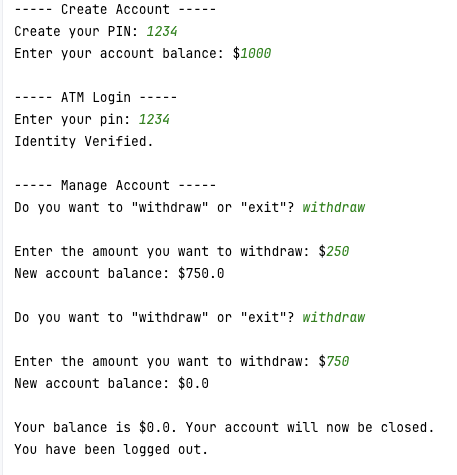 ----- Create Account -----
Create your PIN: 1234
Enter your account balance: $1000
----- ATM Login -----
Enter your pin: 1234
Identity Verified.
----- Manage Account -----
Do you want to "withdraw" or "exit"? withdraw
Enter the amount you want to withdraw: $250
New account balance: $750.0
Do you want to "withdraw" or "exit"? withdraw
Enter the amount you want to withdraw: $750
New account balance: $0.0
Your balance is $0.0. Your account will now be closed.
You have been logged out.